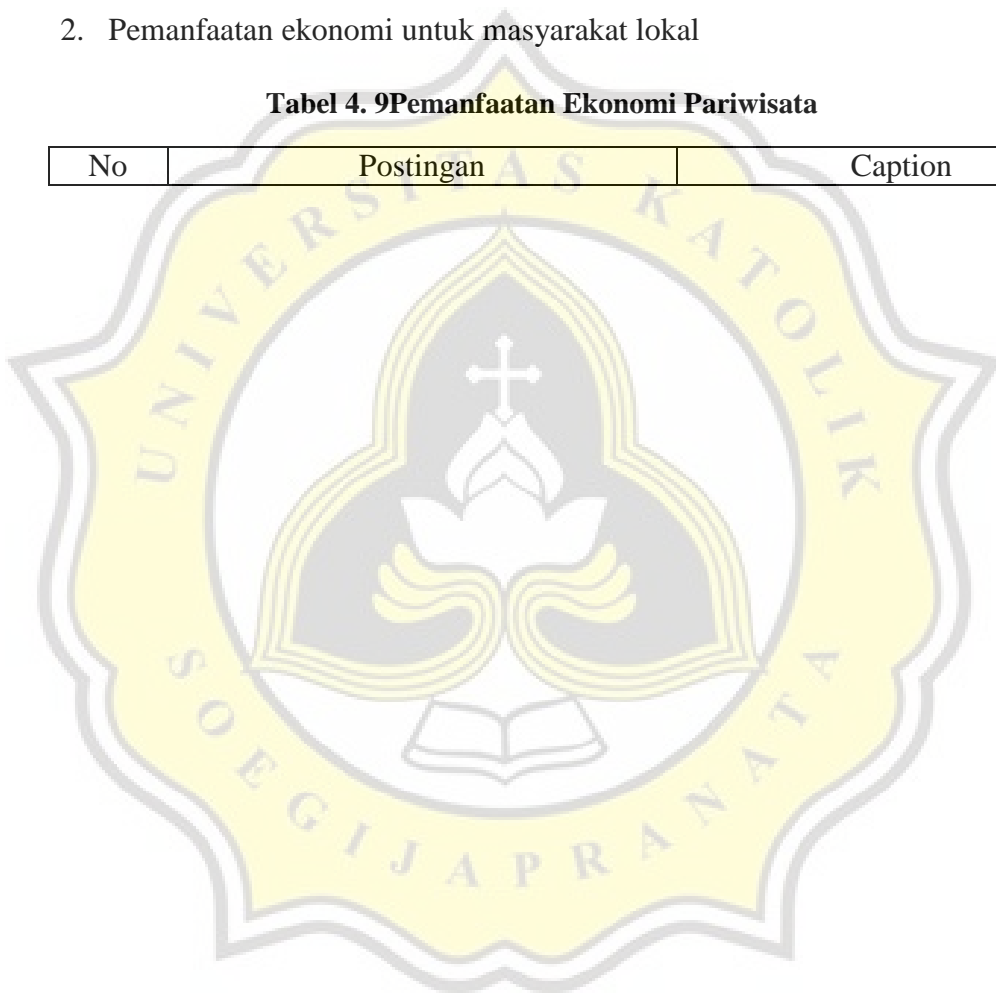 2. Pemanfaatan ekonomi untuk masyarakat lokal
Tabel 4. 9Pemanfaatan Ekonomi Pariwisata
No Postingan Caption
UNIVERSITAS KATOLIK
SOEGIJAPRANATA